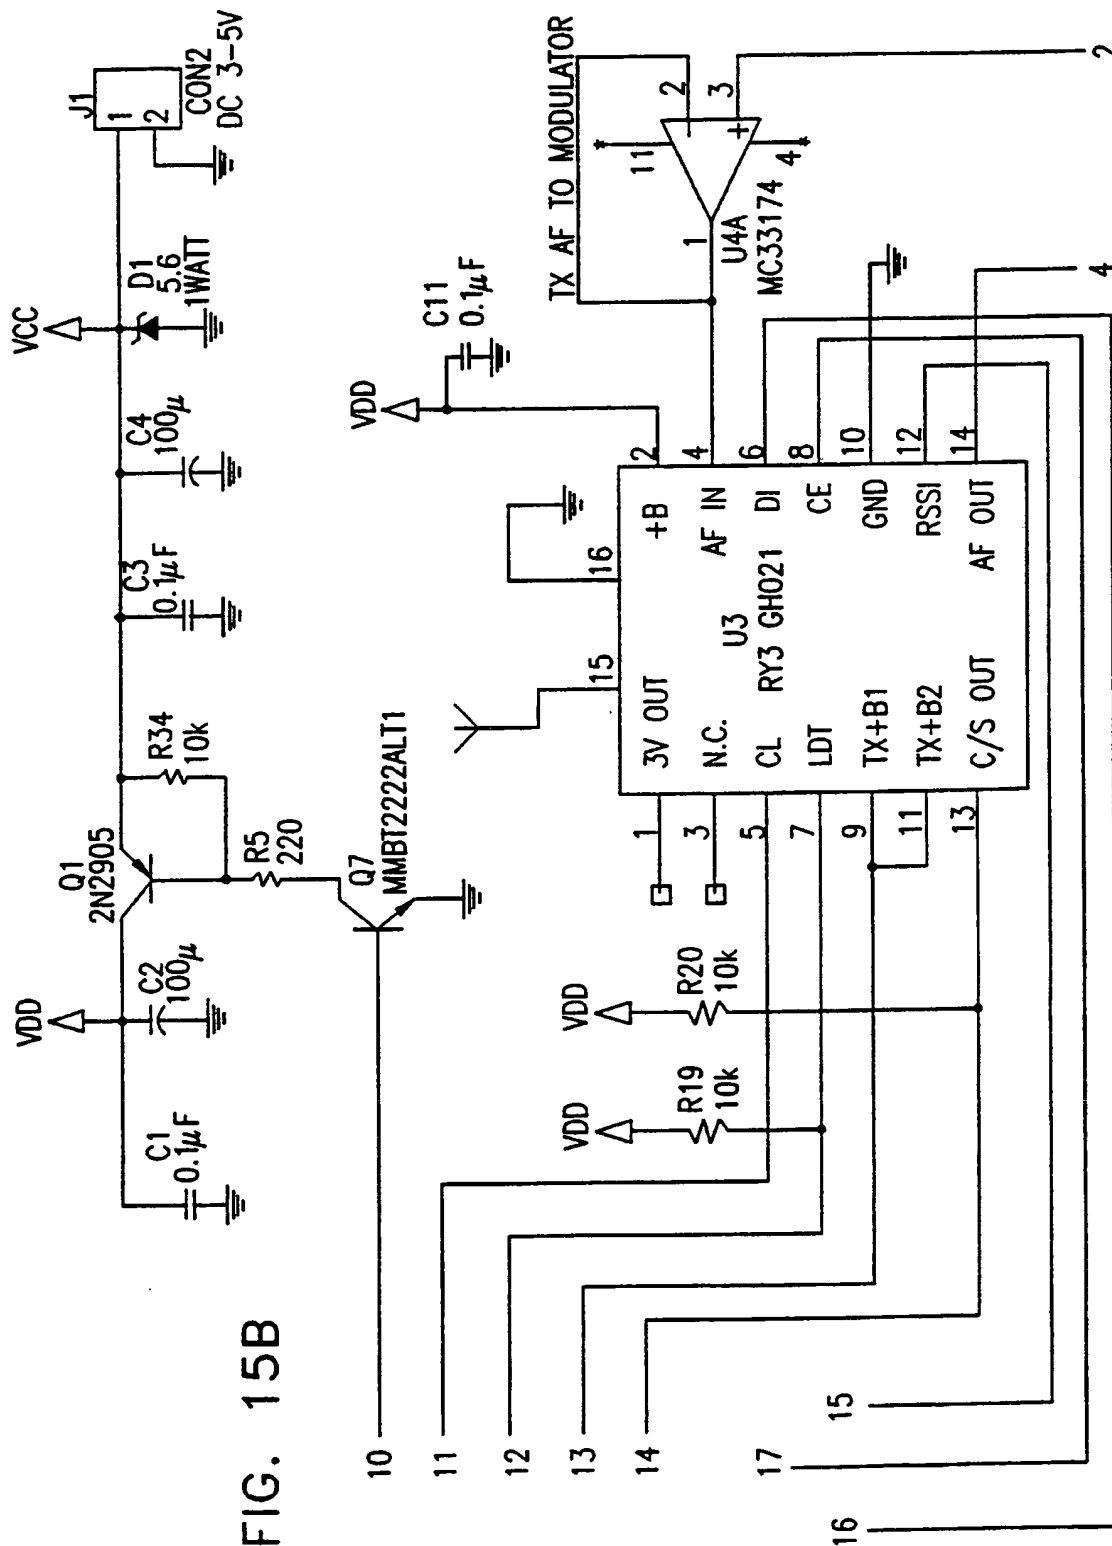 FIG. 15B
VDD
C1
0.1µF
C2
100µ
Q1
2N2905
R34
10k
R5
220
Q7
MMBT2222ALT1
C3
0.1µF
C4
100µ
VCC
D1
5.6
1WATT
J1
1
2
CON2
DC 3-5V
10
11
12
13
14
15
17
16
VDD
R19
10k
VDD
R20
10k
1
3
5
7
9
11
13
15
16
3V OUT
N.C.
CL
LDT
TX+B1
TX+B2
C/S OUT
U3
RY3 GH021
+B
AF IN
DI
CE
GND
RSSI
AF OUT
2
4
6
8
10
12
14
VDD
C11
0.1µF
TX AF TO MODULATOR
1
2
3
11
4
+
U4A
MC33174
4
2